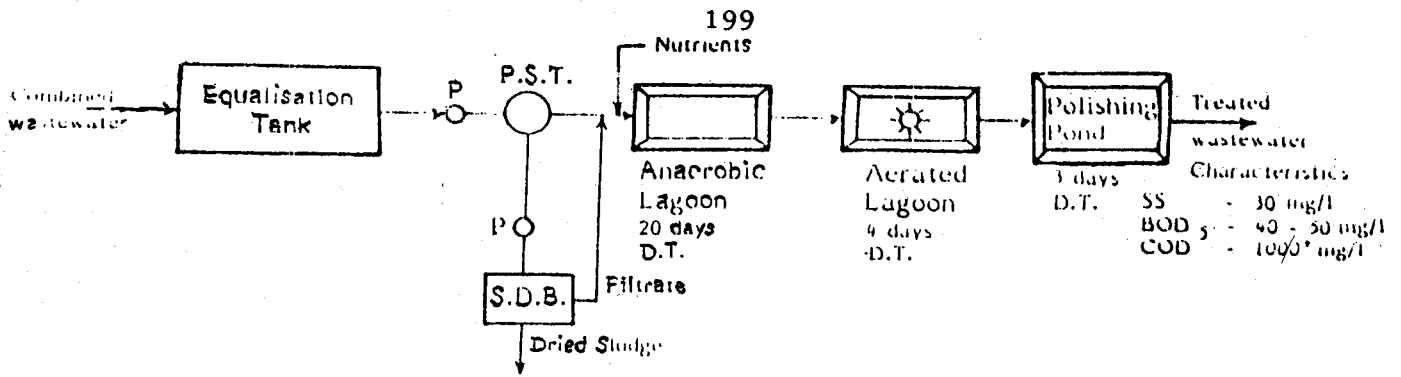 199
Nutrients
Combined
wastewater
Equalisation
Tank
P
P.S.T.
Anaerobic
Lagoon
20 days
D.T.
Aerated
Lagoon
4 days
D.T.
Polishing
Pond
3 days
D.T.
Treated
wastewater
Characteristics
SS - 30 mg/l
BOD5 - 40 - 50 mg/l
COD - mg/l
P
S.D.B.
Filtrate
Dried Sludge